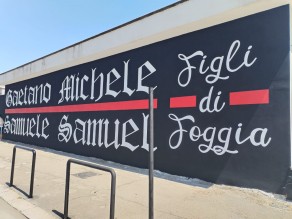 Gaetano Michele
Samuele Samuel
Figli
di
Foggia